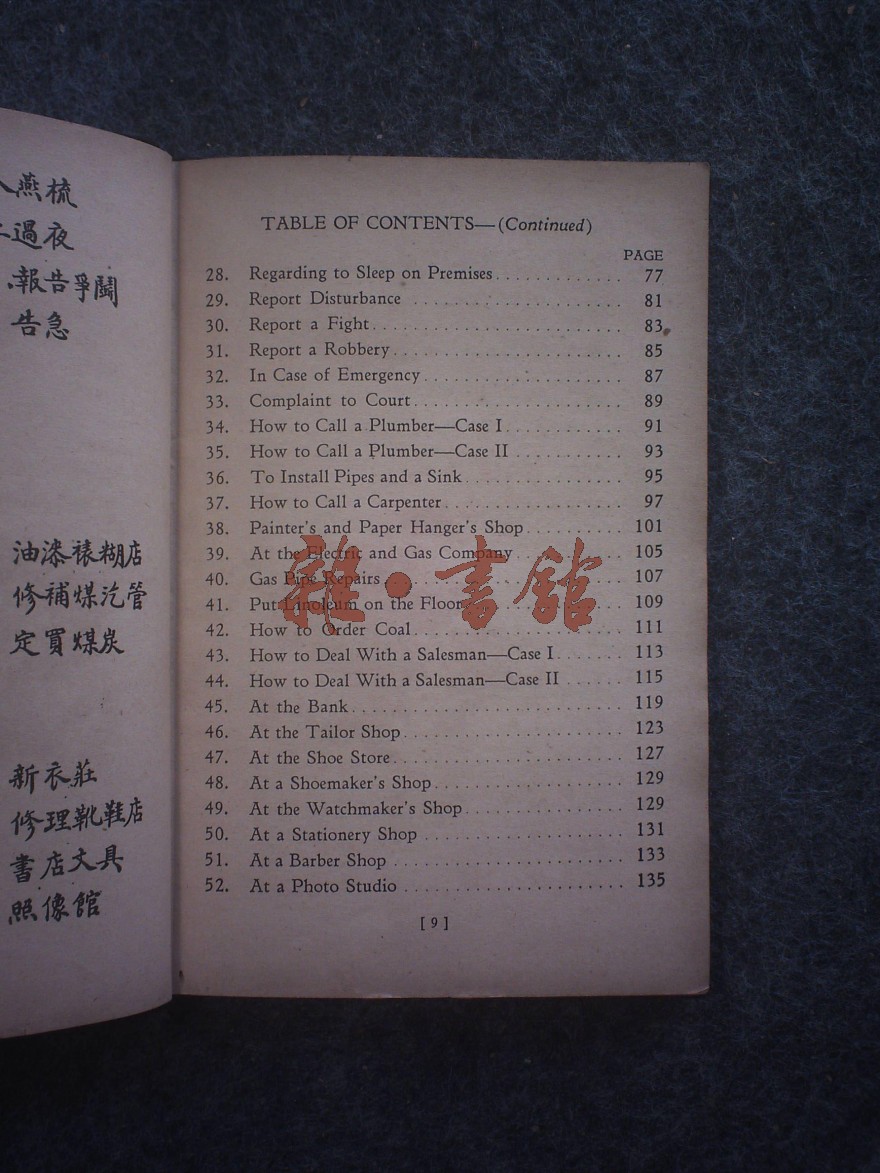 燕梳
過夜
報告爭鬪
告急
油漆裱糊店
修補煤汽管
定買煤炭
新衣莊
修理靴鞋店
書店文具
照像館
TABLE OF CONTENTS—(Continued)
PAGE
28. Regarding to Sleep on Premises............ 77
29. Report Disturbance ................... 81
30. Report a Fight...................... 83
31. Report a Robbery..................... 85
32. In Case of Emergency.................. 87
33. Complaint to Court................... 89
34. How to Call a Plumber—Case I........... 91
35. How to Call a Plumber—Case II .......... 93
36. To Install Pipes and a Sink.............. 95
37. How to Call a Carpenter................ 97
38. Painter's and Paper Hanger's Shop ........ 101
39. At the Electric and Gas Company......... 105
40. Gas Pipe Repairs..................... 107
41. Put Linoleum on the Floor.............. 109
42. How to Order Coal................... 111
43. How to Deal With a Salesman—Case I...... 113
44. How to Deal With a Salesman—Case II ..... 115
45. At the Bank........................ 119
46. At the Tailor Shop................... 123
47. At the Shoe Store.................... 127
48. At a Shoemaker's Shop................. 129
49. At the Watchmaker's Shop.............. 129
50. At a Stationery Shop .................. 131
51. At a Barber Shop .................... 133
52. At a Photo Studio .................... 135
[ 9 ]
雜·書館